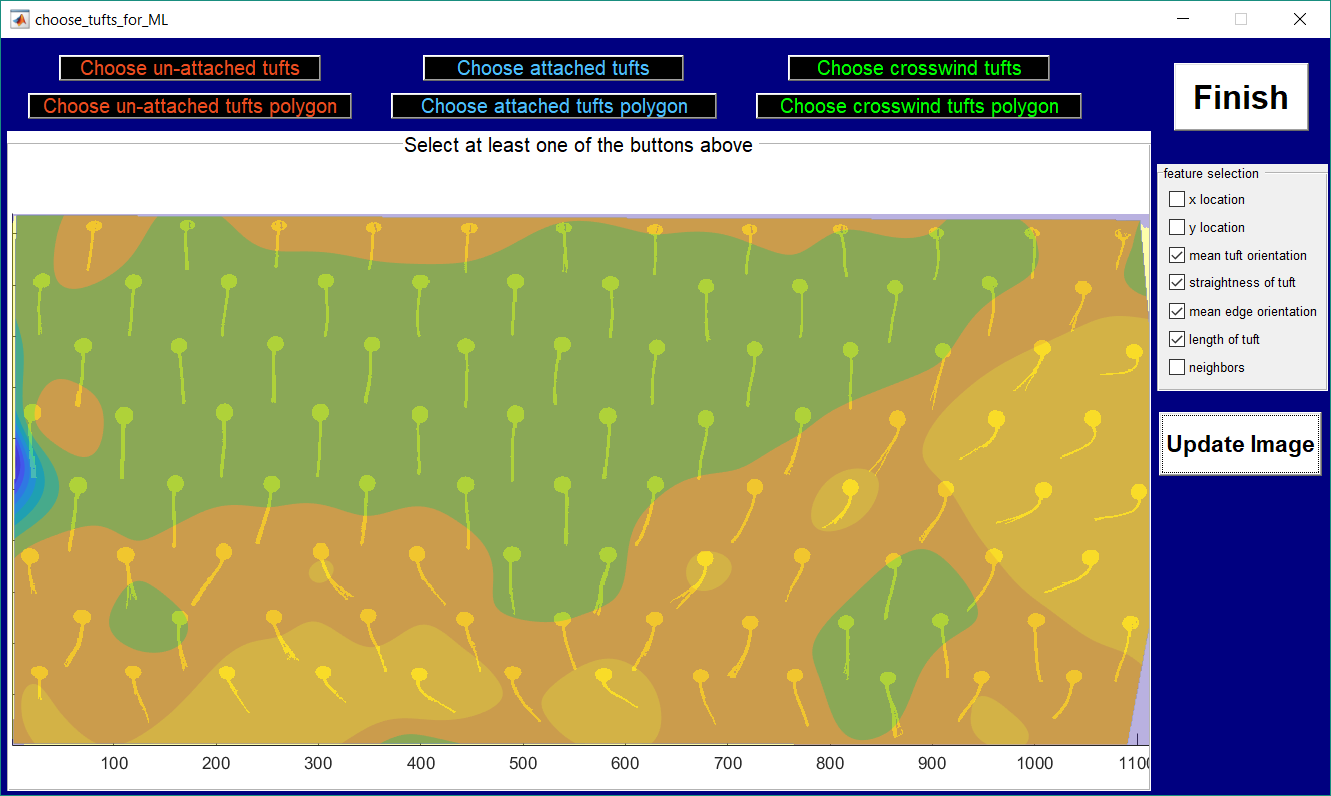 choose_tufts_for_ML
Choose un-attached tufts
Choose attached tufts
Choose crosswind tufts
Choose un-attached tufts polygon
Choose attached tufts polygon
Choose crosswind tufts polygon
Finish
Select at least one of the buttons above
feature selection
x location
y location
mean tuft orientation
straightness of tuft
mean edge orientation
length of tuft
neighbors
Update Image
100 200 300 400 500 600 700 800 900 1000 1100